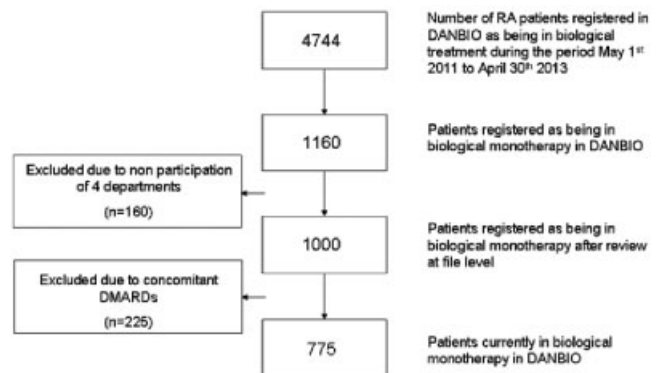 4744
Number of RA patients registered in
DANBIO as being in biological
treatment during the period May 1st
2011 to April 30th 2013
1160
Patients registered as being in
biological monotherapy in DANBIO
Excluded due to non participation
of 4 departments
(n=160)
1000
Patients registered as being in
biological monotherapy after review
at file level
Excluded due to concomitant
DMARDs
(n=225)
775
Patients currently in biological
monotherapy in DANBIO